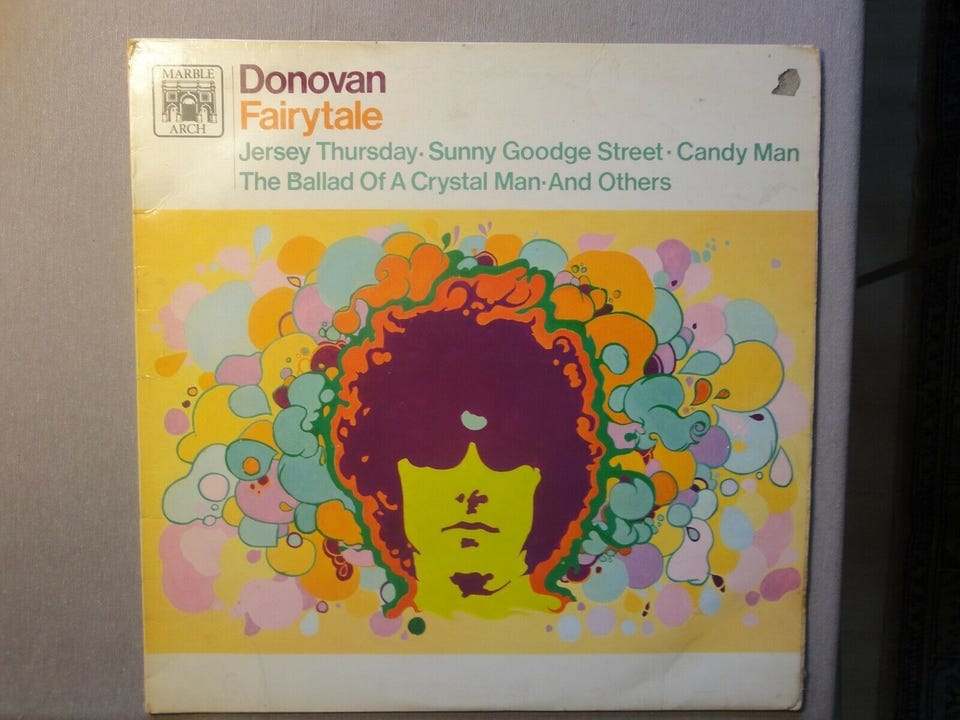 MARBLE
ARCH
Donovan
Fairytale
Jersey Thursday· Sunny Goodge Street · Candy Man
The Ballad Of A Crystal Man·And Others